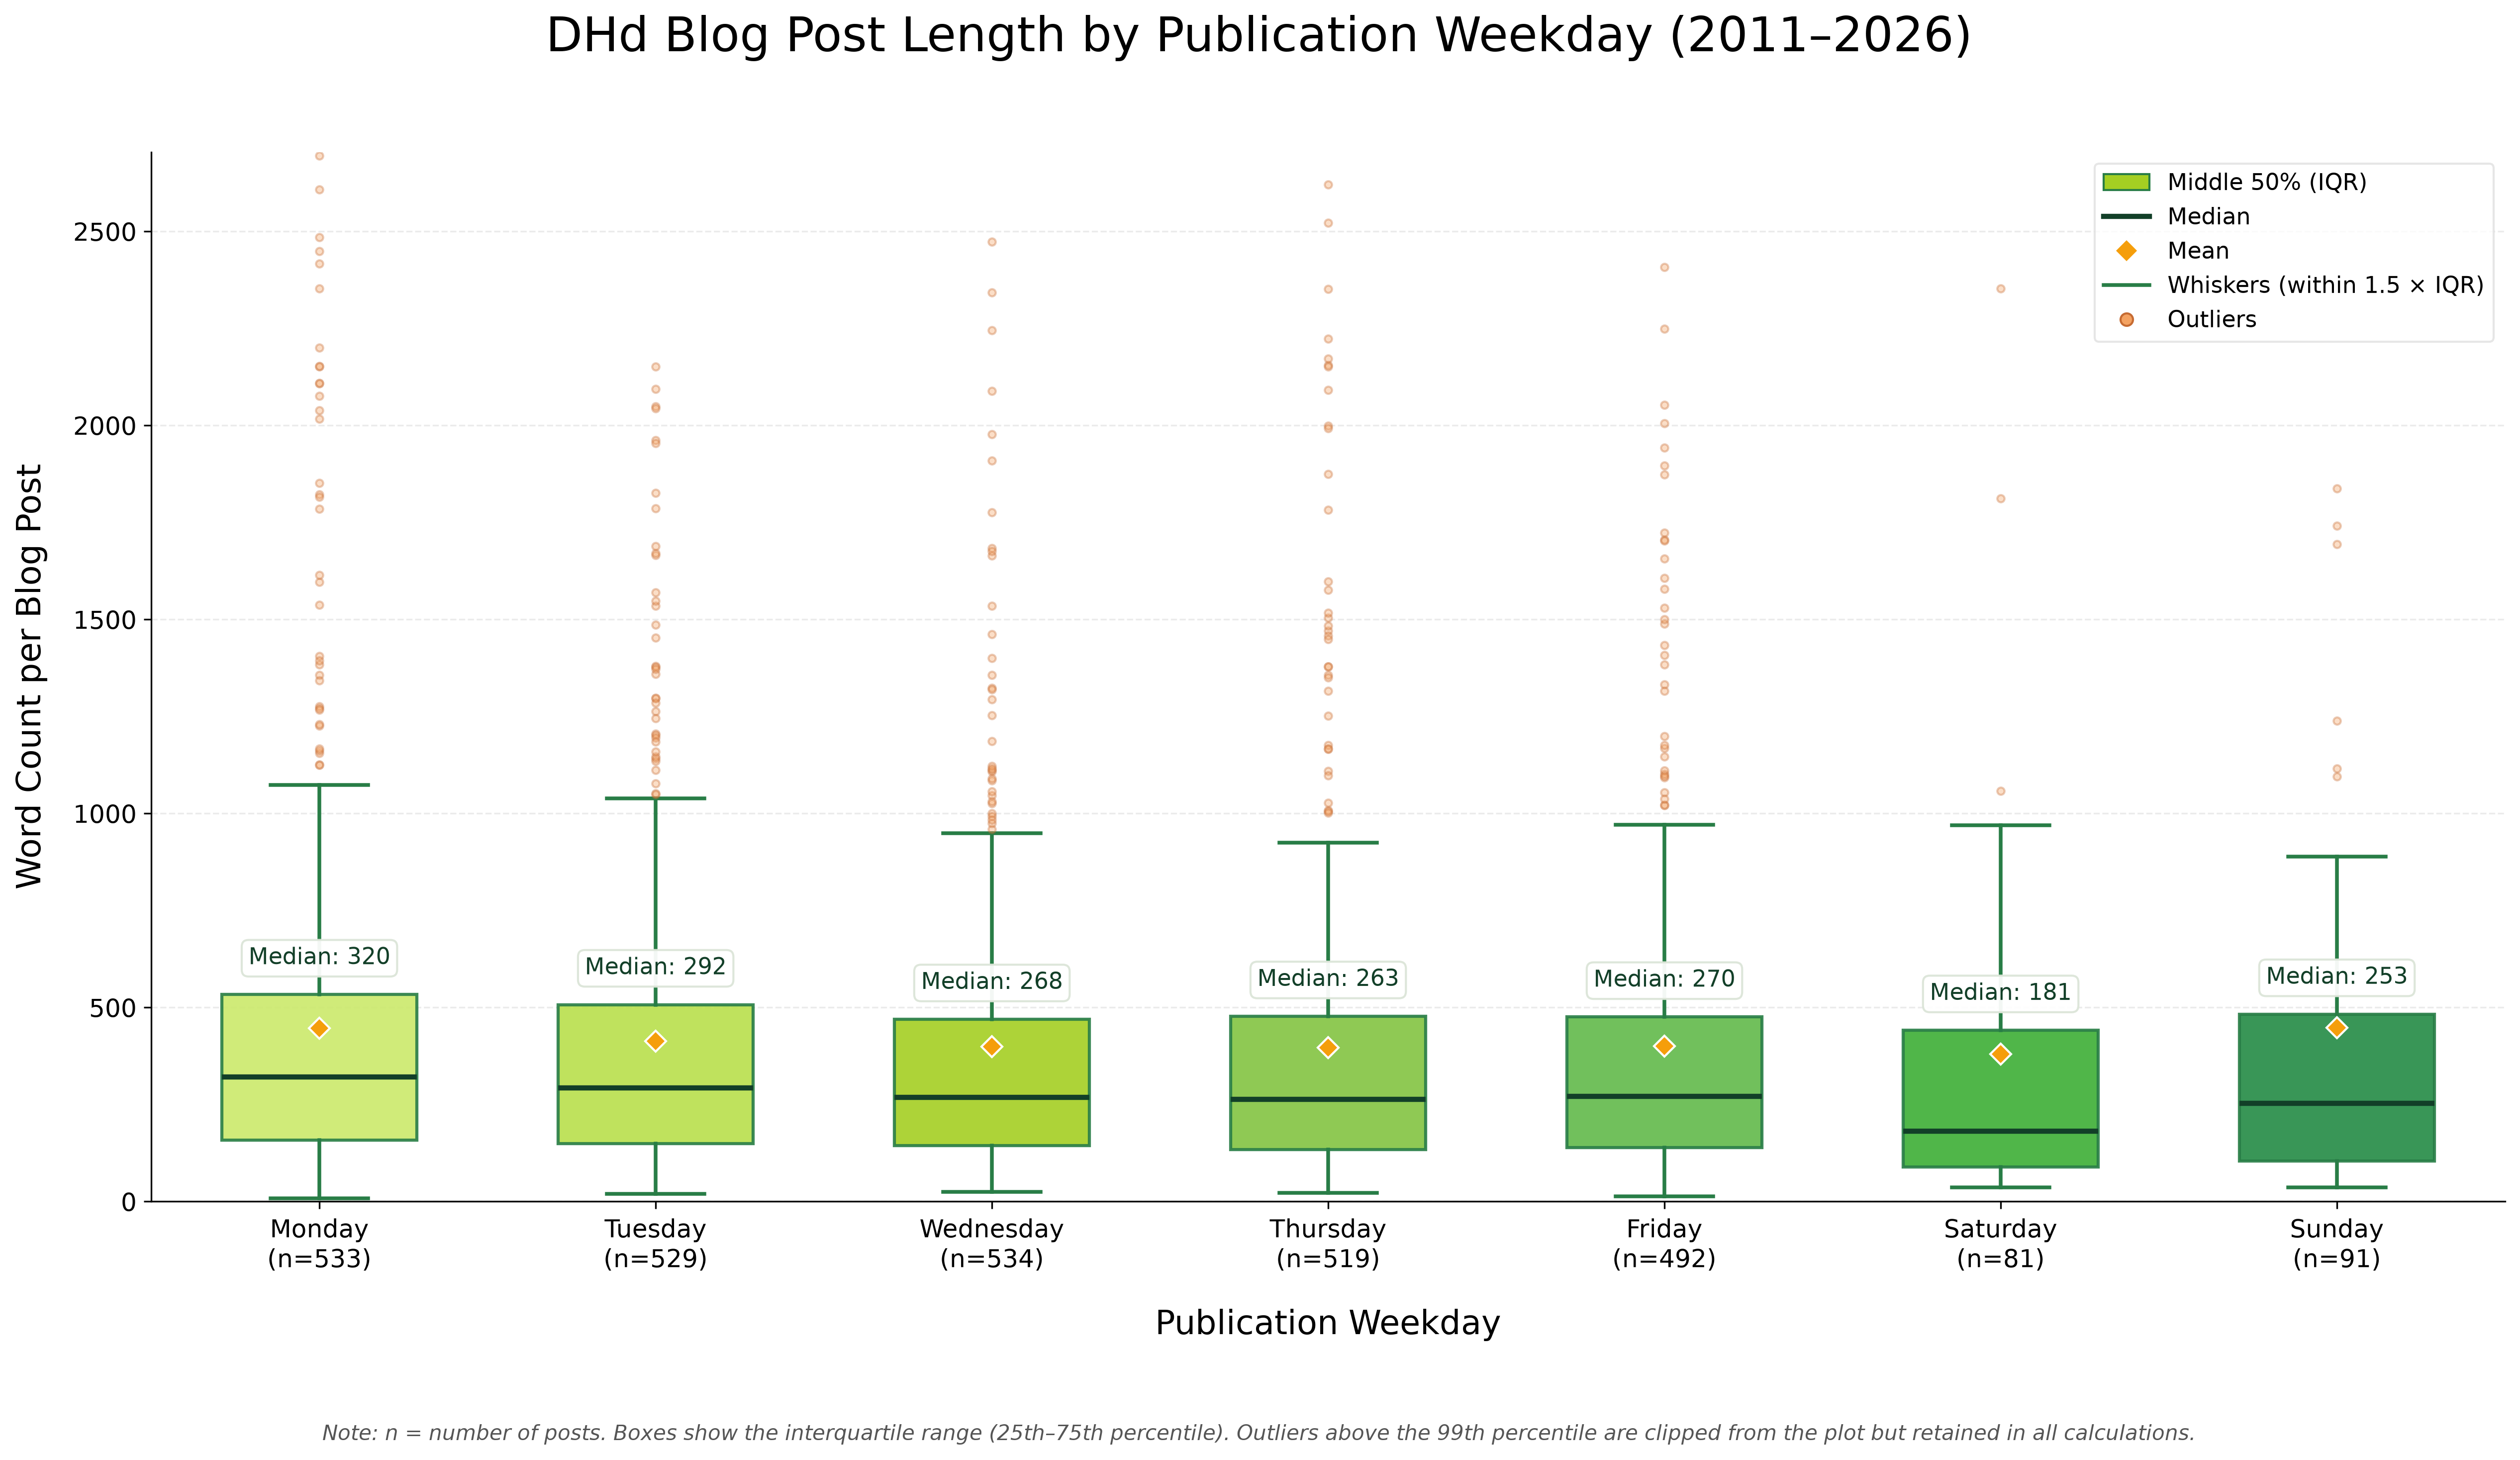 DHd Blog Post Length by Publication Weekday (2011–2026)
Word Count per Blog Post
2500
2000
1500
1000
500
0
Middle 50% (IQR)
Median
Mean
Whiskers (within 1.5 × IQR)
Outliers
Median: 320
Median: 292
Median: 268
Median: 263
Median: 270
Median: 181
Median: 253
Monday
(n=533)
Tuesday
(n=529)
Wednesday
(n=534)
Thursday
(n=519)
Friday
(n=492)
Saturday
(n=81)
Sunday
(n=91)
Publication Weekday
Note: n = number of posts. Boxes show the interquartile range (25th–75th percentile). Outliers above the 99th percentile are clipped from the plot but retained in all calculations.